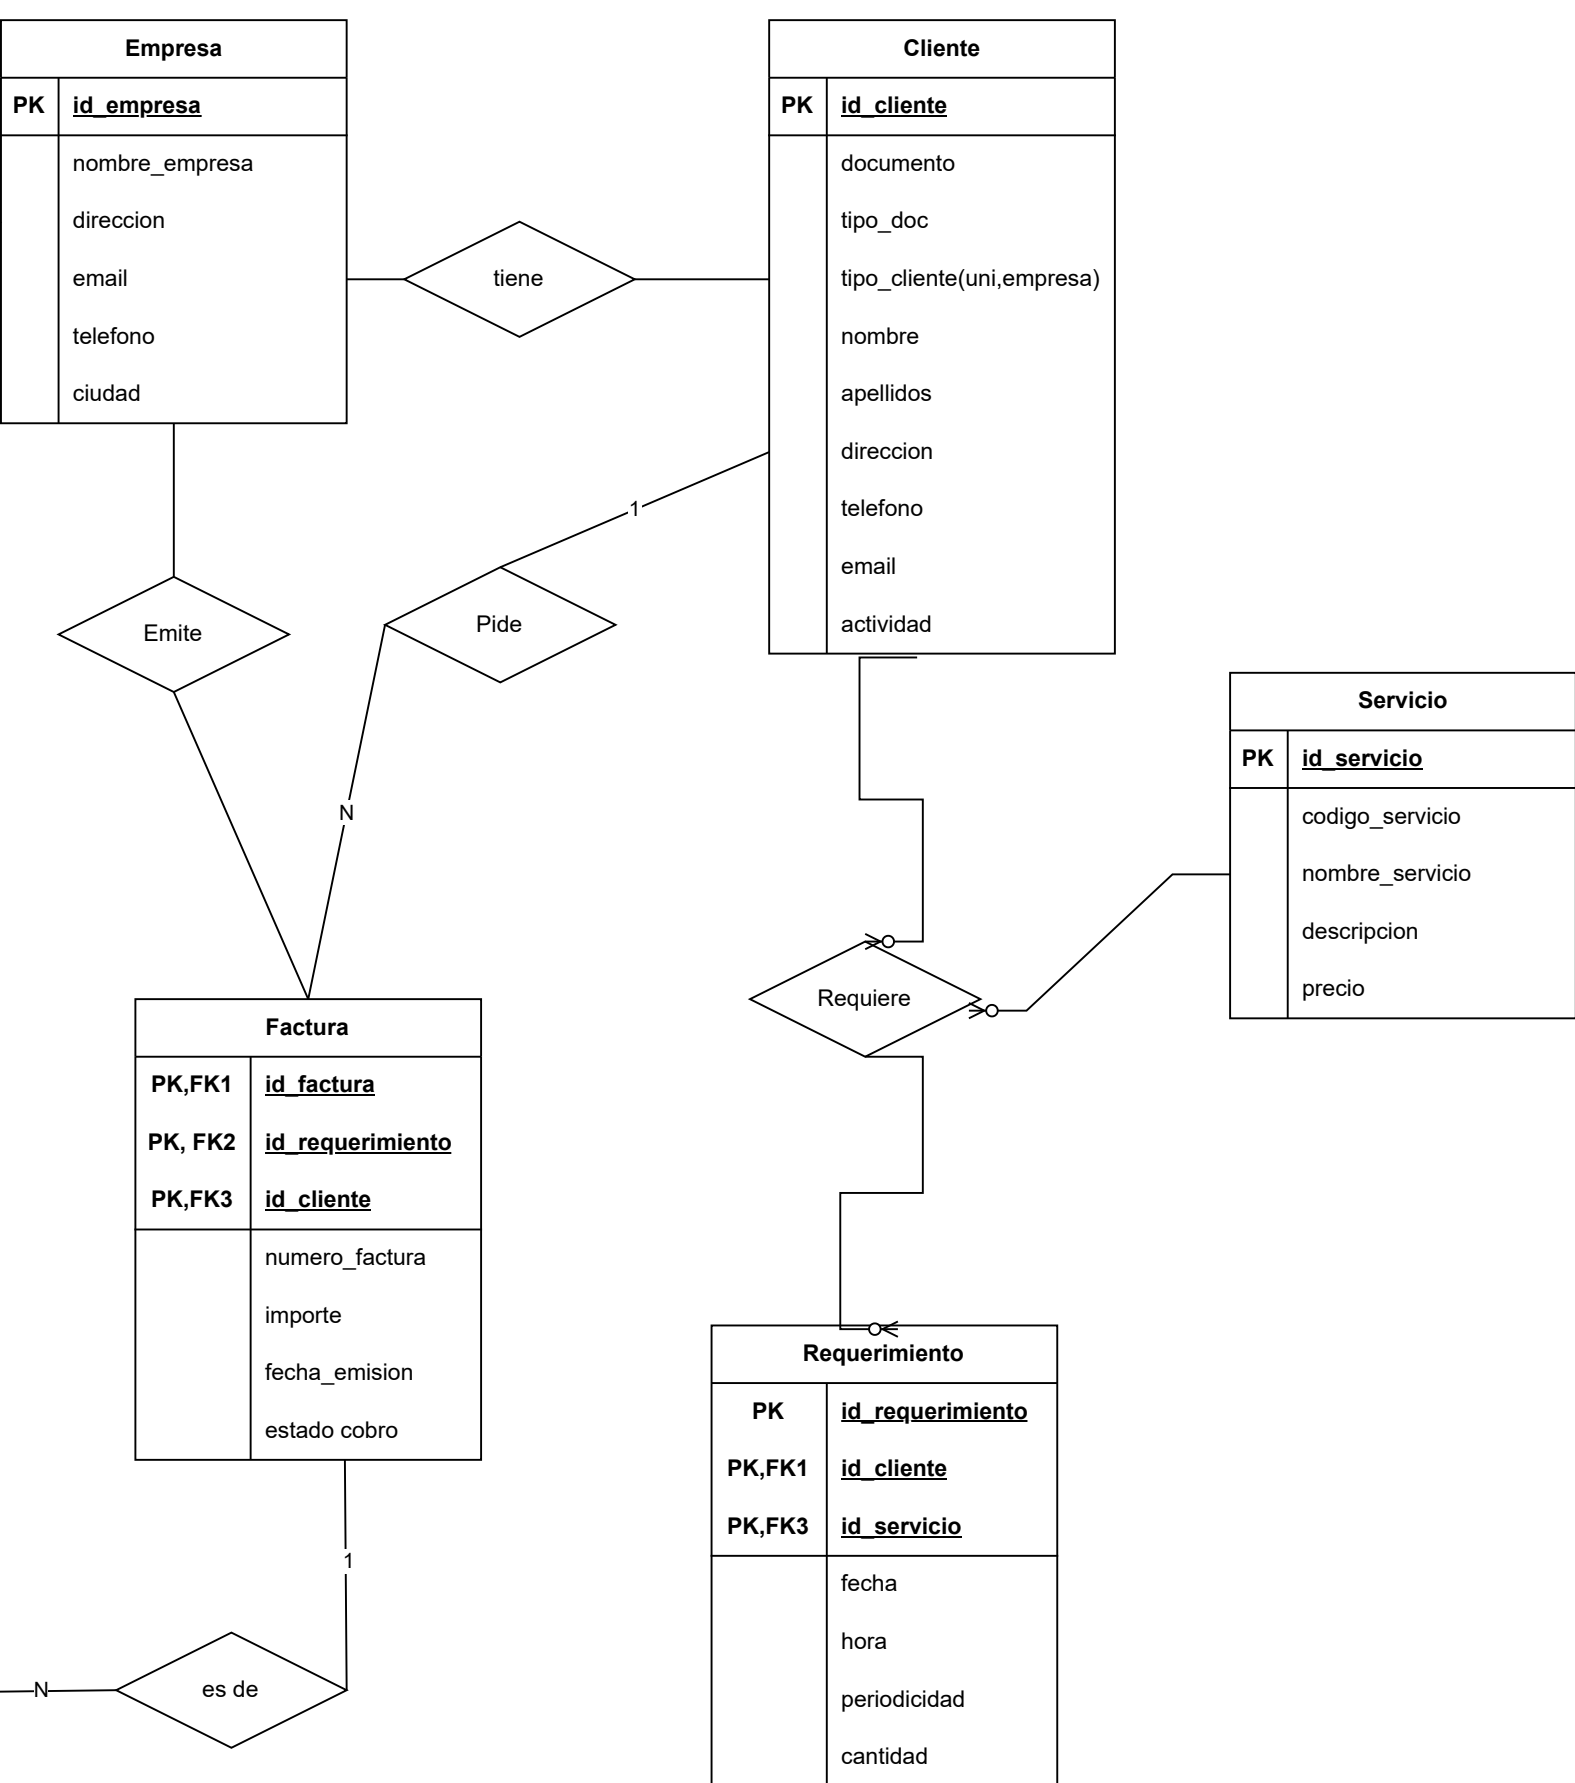 Empresa
PK id_empresa
nombre_empresa
direccion
email
telefono
ciudad
tiene
Cliente
PK id_cliente
documento
tipo_doc
tipo_cliente(uni,empresa)
nombre
apellidos
direccion
telefono
email
actividad
1
Emite
Pide
N
Servicio
PK id_servicio
codigo_servicio
nombre_servicio
descripcion
precio
Requiere
Factura
PK,FK1 id_factura
PK, FK2 id_requerimiento
PK,FK3 id_cliente
numero_factura
importe
fecha_emision
estado cobro
1
es de
N
Requerimiento
PK id_requerimiento
PK,FK1 id_cliente
PK,FK3 id_servicio
fecha
hora
periodicidad
cantidad